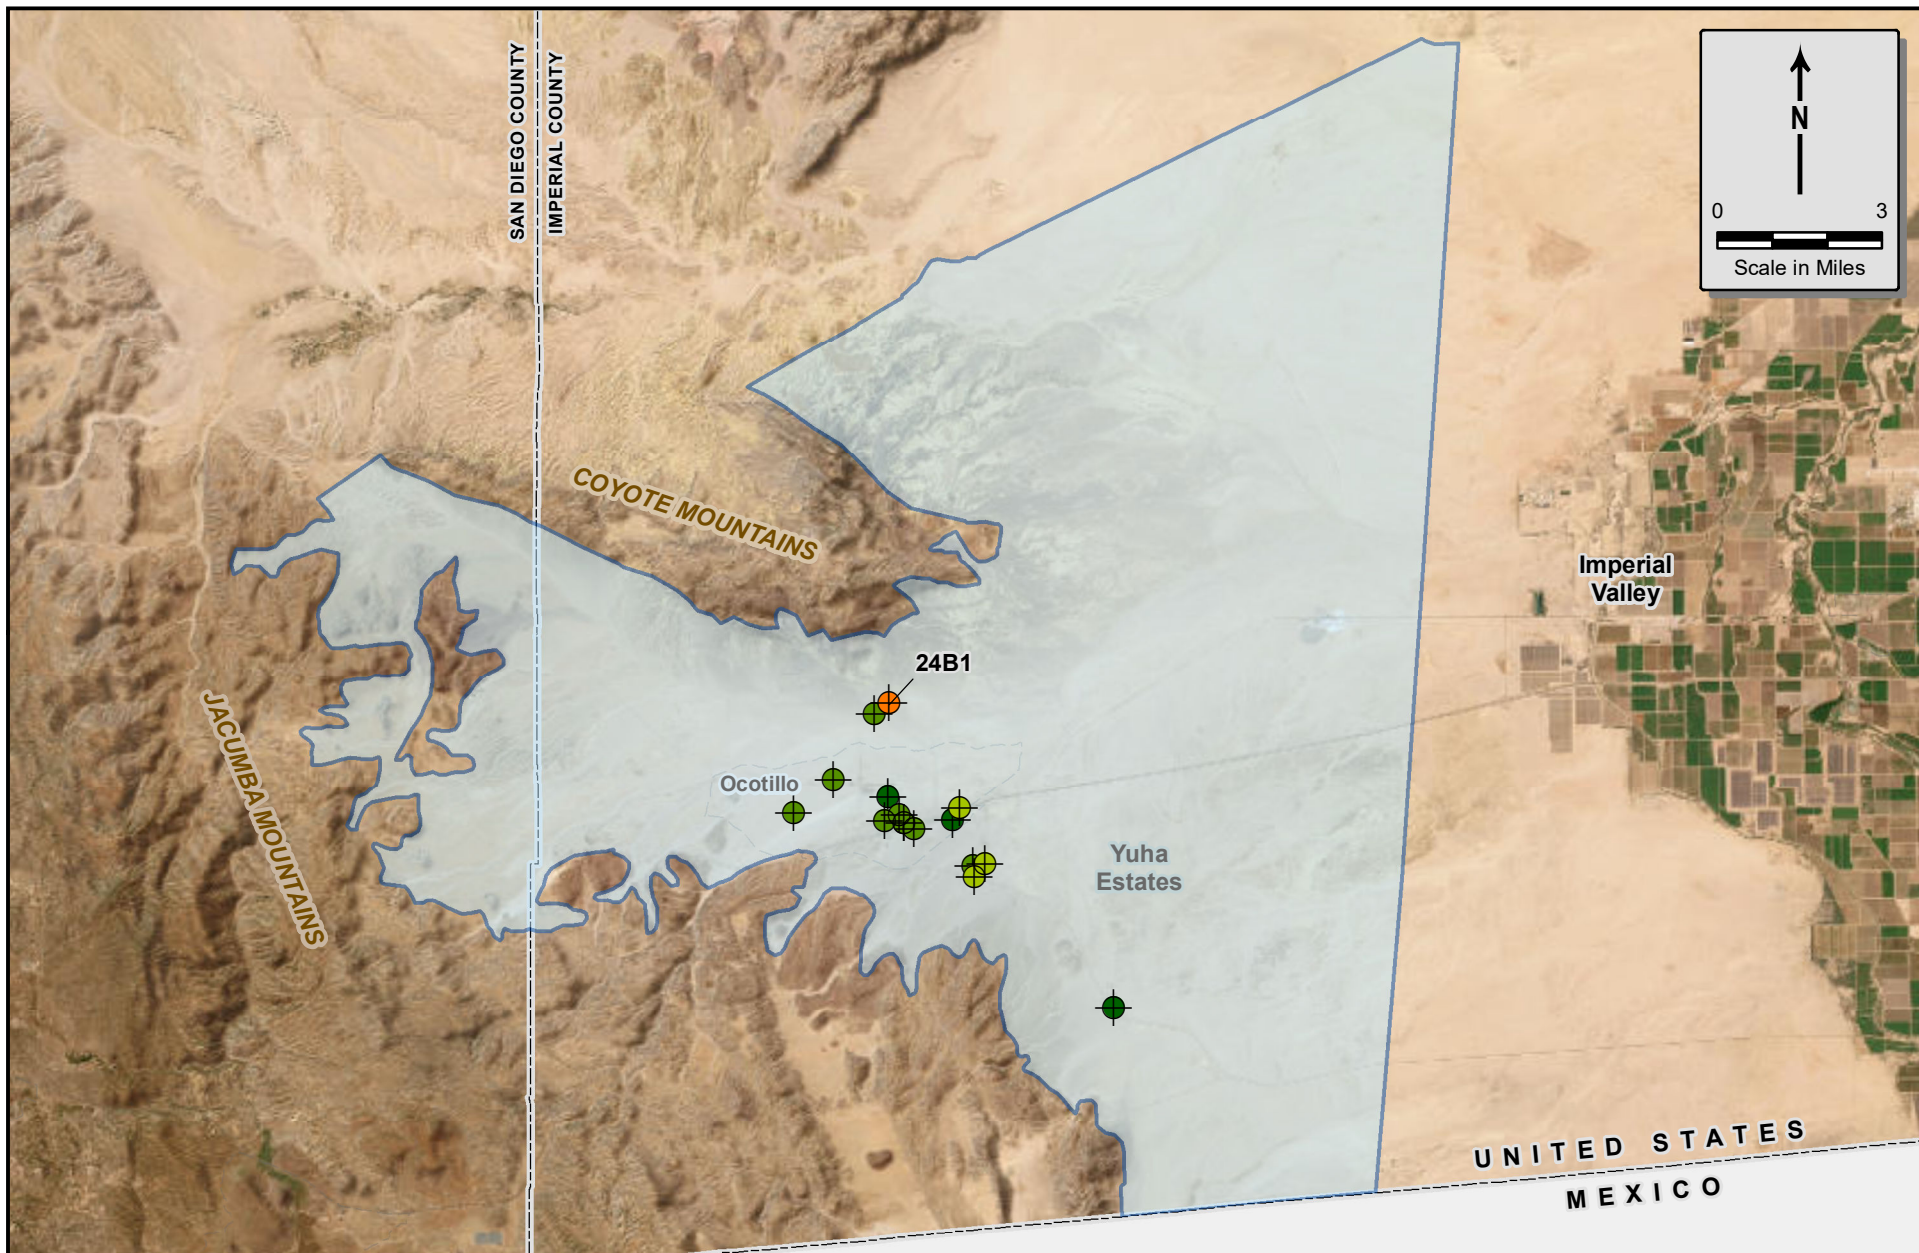 SAN DIEGO COUNTY
IMPERIAL COUNTY
N
0 3
Scale in Miles
COYOTE MOUNTAINS
Imperial
Valley
24B1
JACUMBA MOUNTAINS
Ocotillo
Yuha
Estates
UNITED STATES
MEXICO